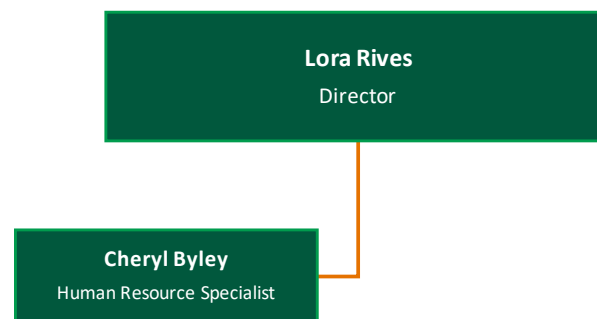 Lora Rives
Director
Cheryl Byley
Human Resource Specialist